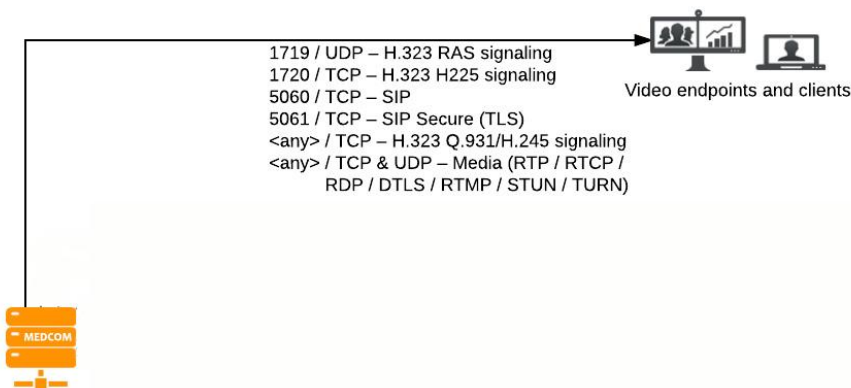 1719 / UDP – H.323 RAS signaling
1720 / TCP – H.323 H225 signaling
5060 / TCP – SIP
5061 / TCP – SIP Secure (TLS)
<any> / TCP – H.323 Q.931/H.245 signaling
<any> / TCP & UDP – Media (RTP / RTCP /
RDP / DTLS / RTMP / STUN / TURN)
Video endpoints and clients
MEDCOM